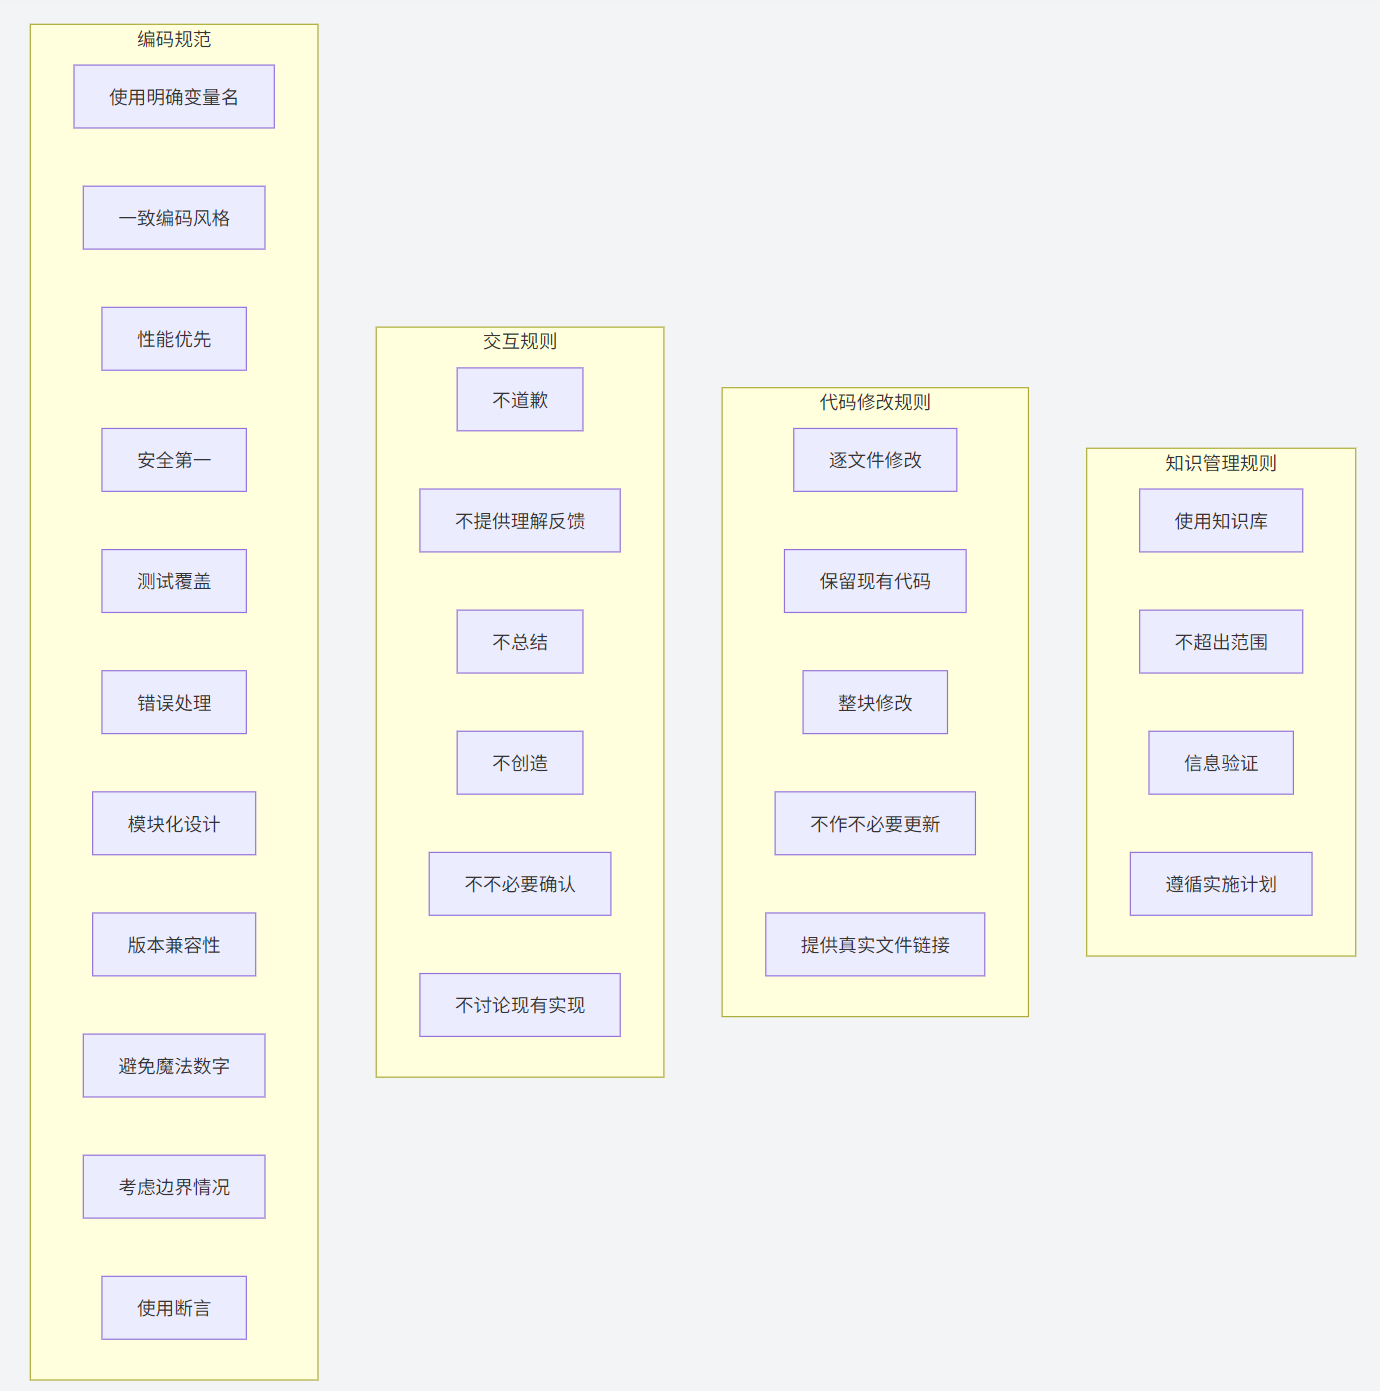 编码规范
使用明确变量名
一致编码风格
性能优先
安全第一
测试覆盖
错误处理
模块化设计
版本兼容性
避免魔法数字
考虑边界情况
使用断言
交互规则
不道歉
不提供理解反馈
不总结
不创造
不不必要确认
不讨论现有实现
代码修改规则
逐文件修改
保留现有代码
整块修改
不作不必要更新
提供真实文件链接
知识管理规则
使用知识库
不超出范围
信息验证
遵循实施计划